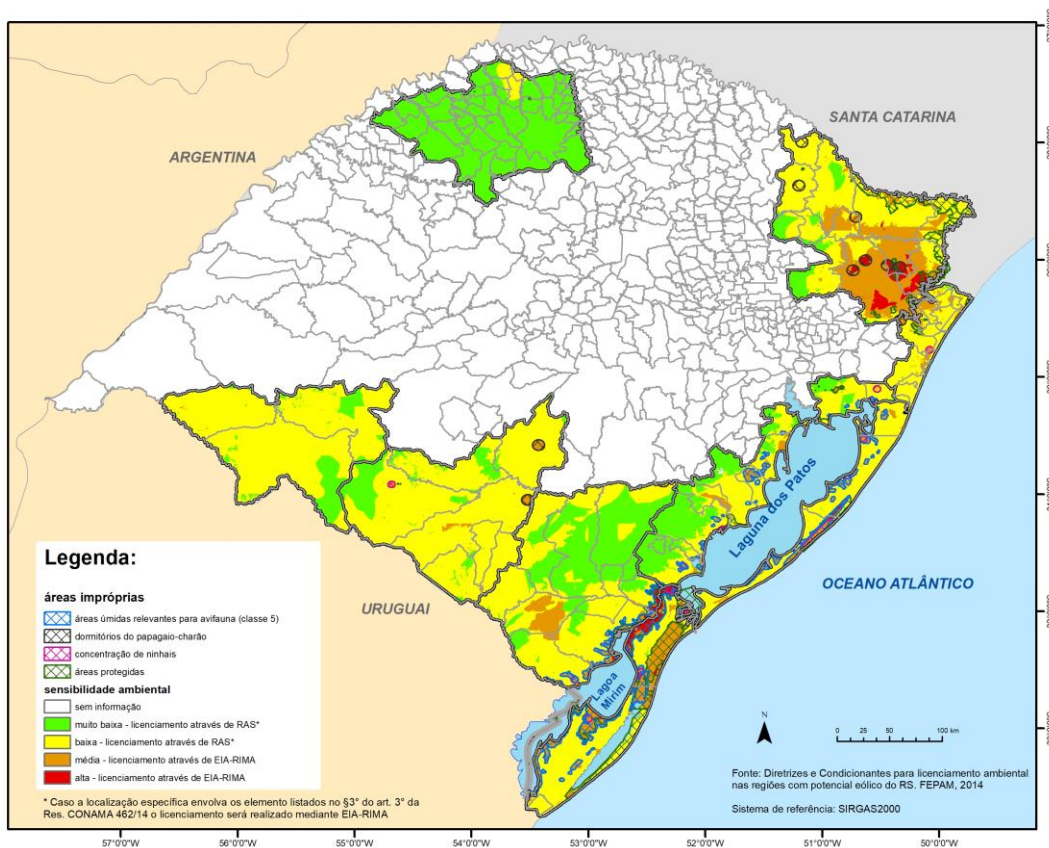 SANTA CATARINA
ARGENTINA
Laguna dos Patos
OCEANO ATLÂNTICO
URUGUAI
Lagoa
Mirim
Legenda:
áreas impróprias
áreas úmidas relevantes para avifauna (classe 5)
dormitórios do papagaio-charão
concentração de ninhais
áreas protegidas
sensibilidade ambiental
sem informação
muito baixa - licenciamento através de RAS*
baixa - licenciamento através de RAS*
média - licenciamento através de EIA-RIMA
alta - licenciamento através de EIA-RIMA
* Caso a localização específica envolva os elemento listados no §3° do art. 3° da
Res. CONAMA 462/14 o licenciamento será realizado mediante EIA-RIMA
N
0 25 50 100 km
Fonte: Diretrizes e Condicionantes para licenciamento ambiental
nas regiões com potencial eólico do RS. FEPAM, 2014
Sistema de referência: SIRGAS2000
57°0'0"W 56°0'0"W 55°0'0"W 54°0'0"W 53°0'0"W 52°0'0"W 51°0'0"W 50°0'0"W